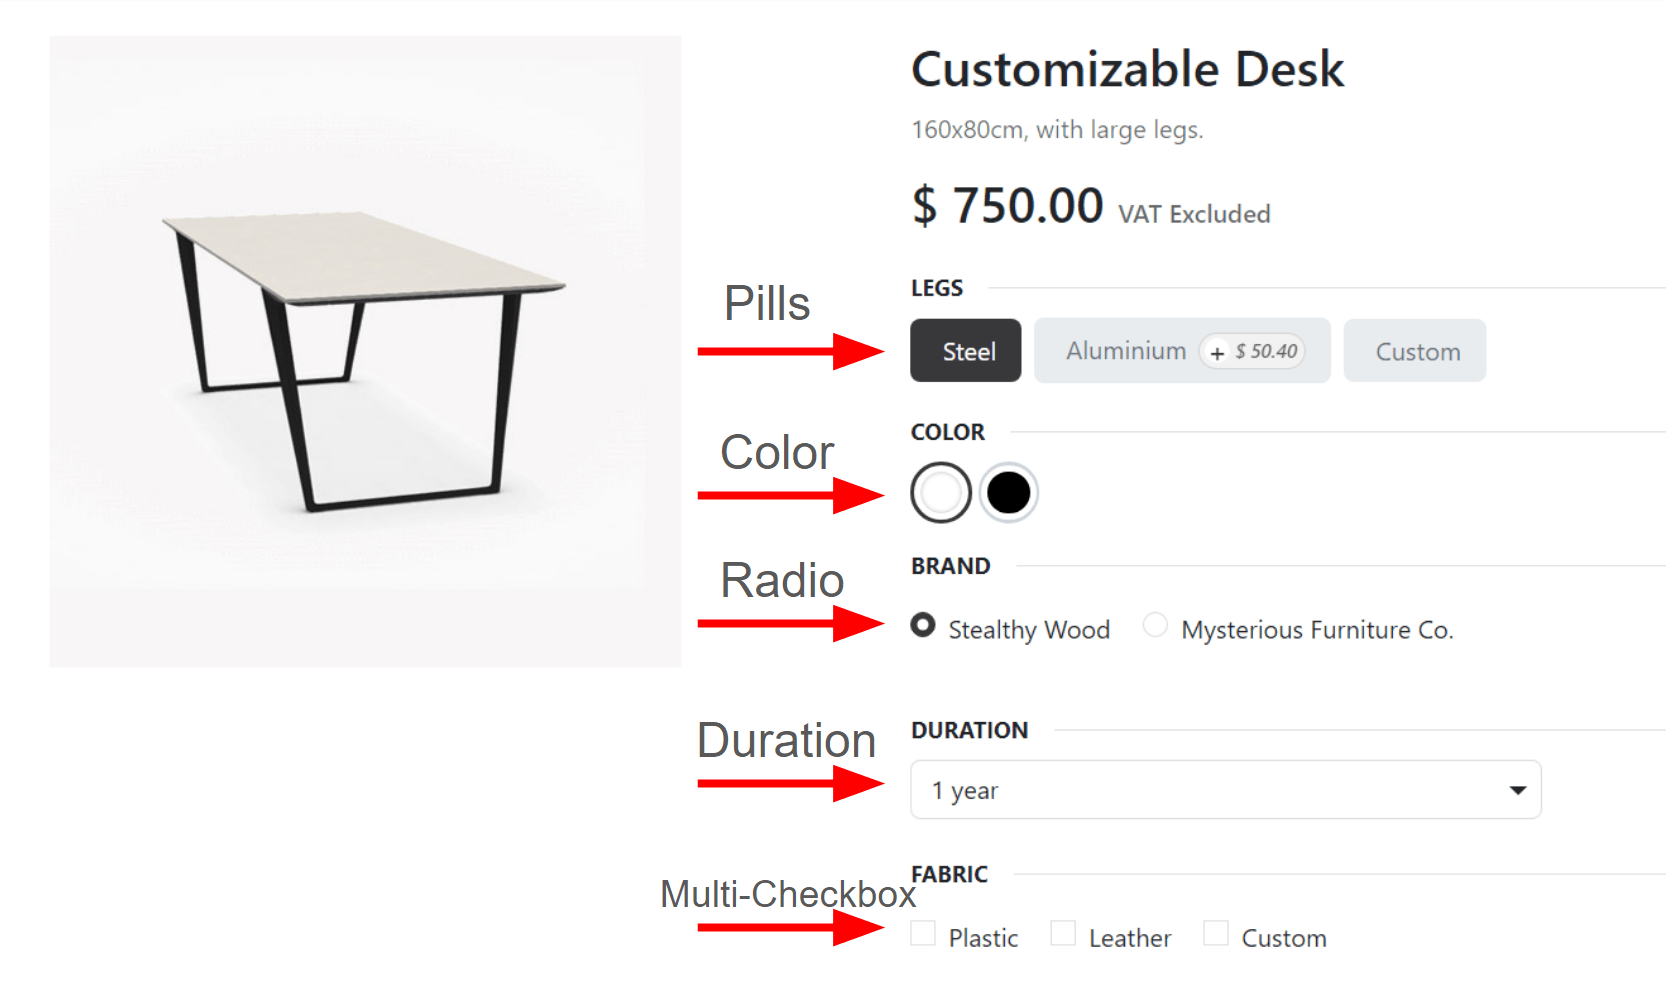 Customizable Desk
160x80cm, with large legs.
$ 750.00 VAT Excluded
LEGS
Pills
Steel Aluminium + $ 50.40 Custom
COLOR
Color
BRAND
Radio
Stealthy Wood Mysterious Furniture Co.
DURATION
Duration
1 year
FABRIC
Multi-Checkbox
Plastic Leather Custom